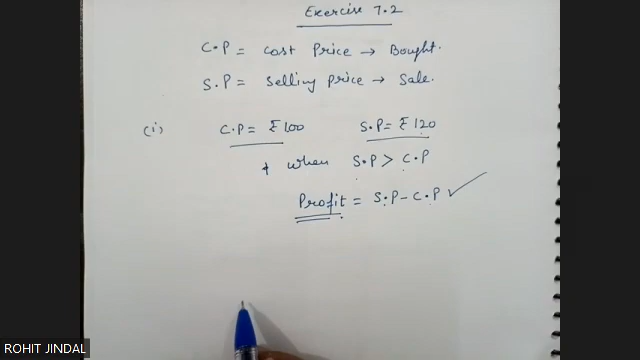 Exercise 7.2
C.P = Cost Price → Bought.
S.P = Selling price → Sale.
(i) C.P = ₹100 S.P = ₹120
* when S.P > C.P
Profit = S.P - C.P ✓
ROHIT JINDAL